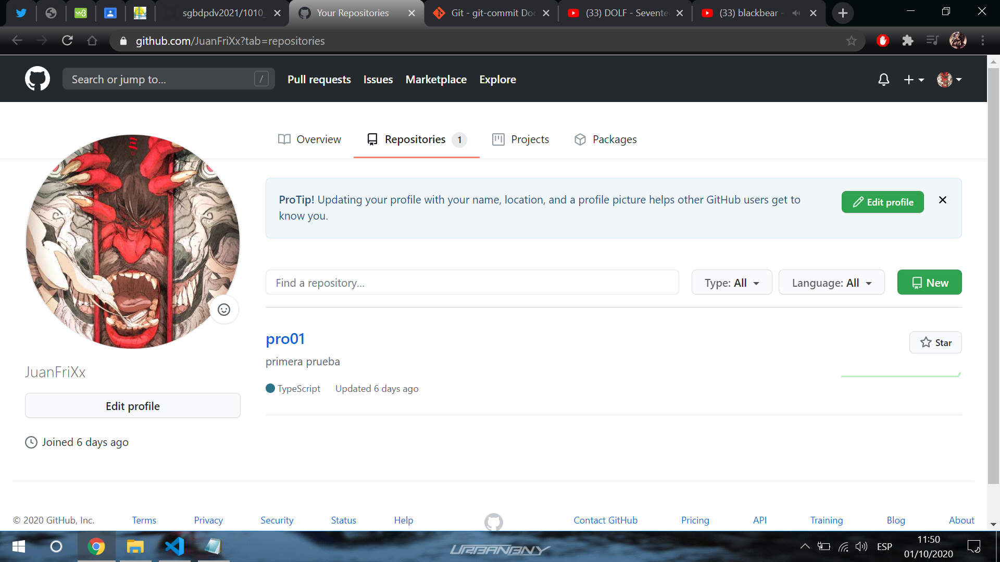 sgbdpdv2021/1010_
Your Repositories
Git - git-commit Do
(33) DOLF - Sevente
(33) blackbear -
github.com/JuanFriXx?tab=repositories
Search or jump to...
/
Pull requests
Issues
Marketplace
Explore
Overview
Repositories 1
Projects
Packages
ProTip! Updating your profile with your name, location, and a profile picture helps other GitHub users get to
know you.
Edit profile
Find a repository...
Type: All
Language: All
New
pro01
Star
primera prueba
TypeScript
Updated 6 days ago
JuanFriXx
Edit profile
Joined 6 days ago
© 2020 GitHub, Inc.
Terms
Privacy
Security
Status
Help
Contact GitHub
Pricing
API
Training
Blog
About
URBANBNY
ESP
11:50
01/10/2020